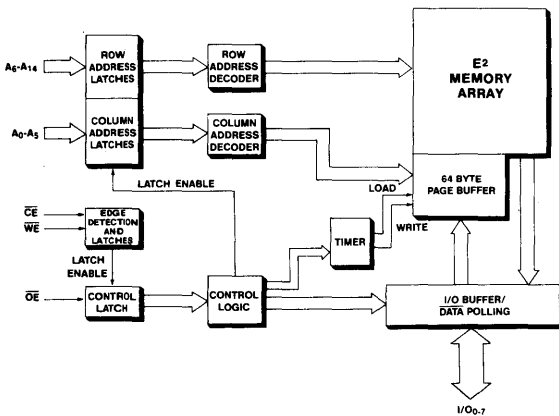 A6-A14
ROW
ADDRESS
LATCHES
ROW
ADDRESS
DECODER
E2
MEMORY
ARRAY
A0-A5
COLUMN
ADDRESS
LATCHES
COLUMN
ADDRESS
DECODER
64 BYTE
PAGE BUFFER
LATCH ENABLE
LOAD
WRITE
CE
WE
EDGE
DETECTION
AND
LATCHES
TIMER
LATCH
ENABLE
OE
CONTROL
LATCH
CONTROL
LOGIC
I/O BUFFER/
DATA POLLING
I/O0-7